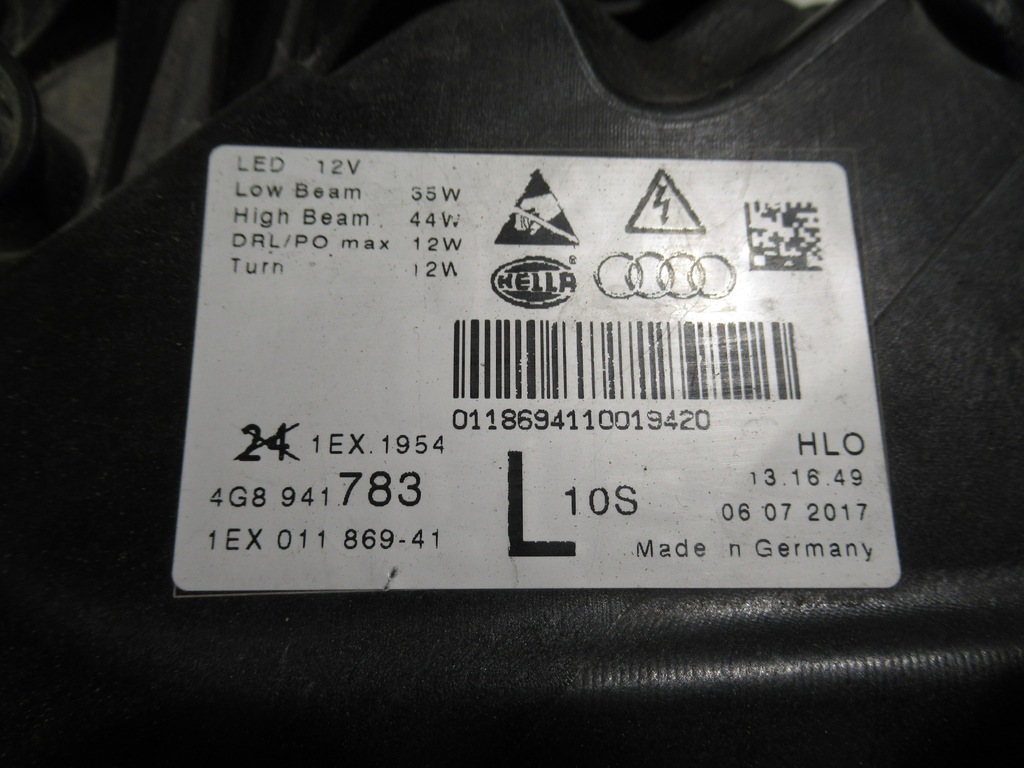 LED 12V
Low Beam 35W
High Beam 44W
DRL/PO max 12W
Turn 12W
HELLA ®
0118694110019420
24 1EX.1954
HLO
4G8 941 783
L 10S
13.16.49
06 07 2017
1EX 011 869-41
Made n Germany